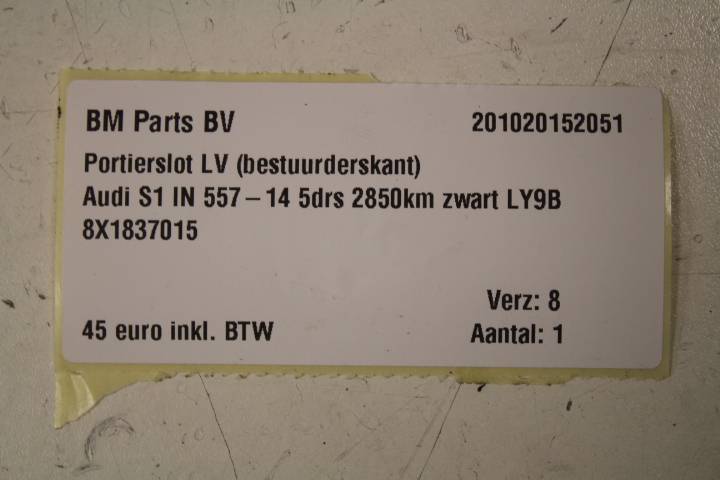 BM Parts BV 201020152051
Portierslot LV (bestuurderskant)
Audi S1 IN 557 – 14 5drs 2850km zwart LY9B
8X1837015
Verz: 8
45 euro inkl. BTW Aantal: 1